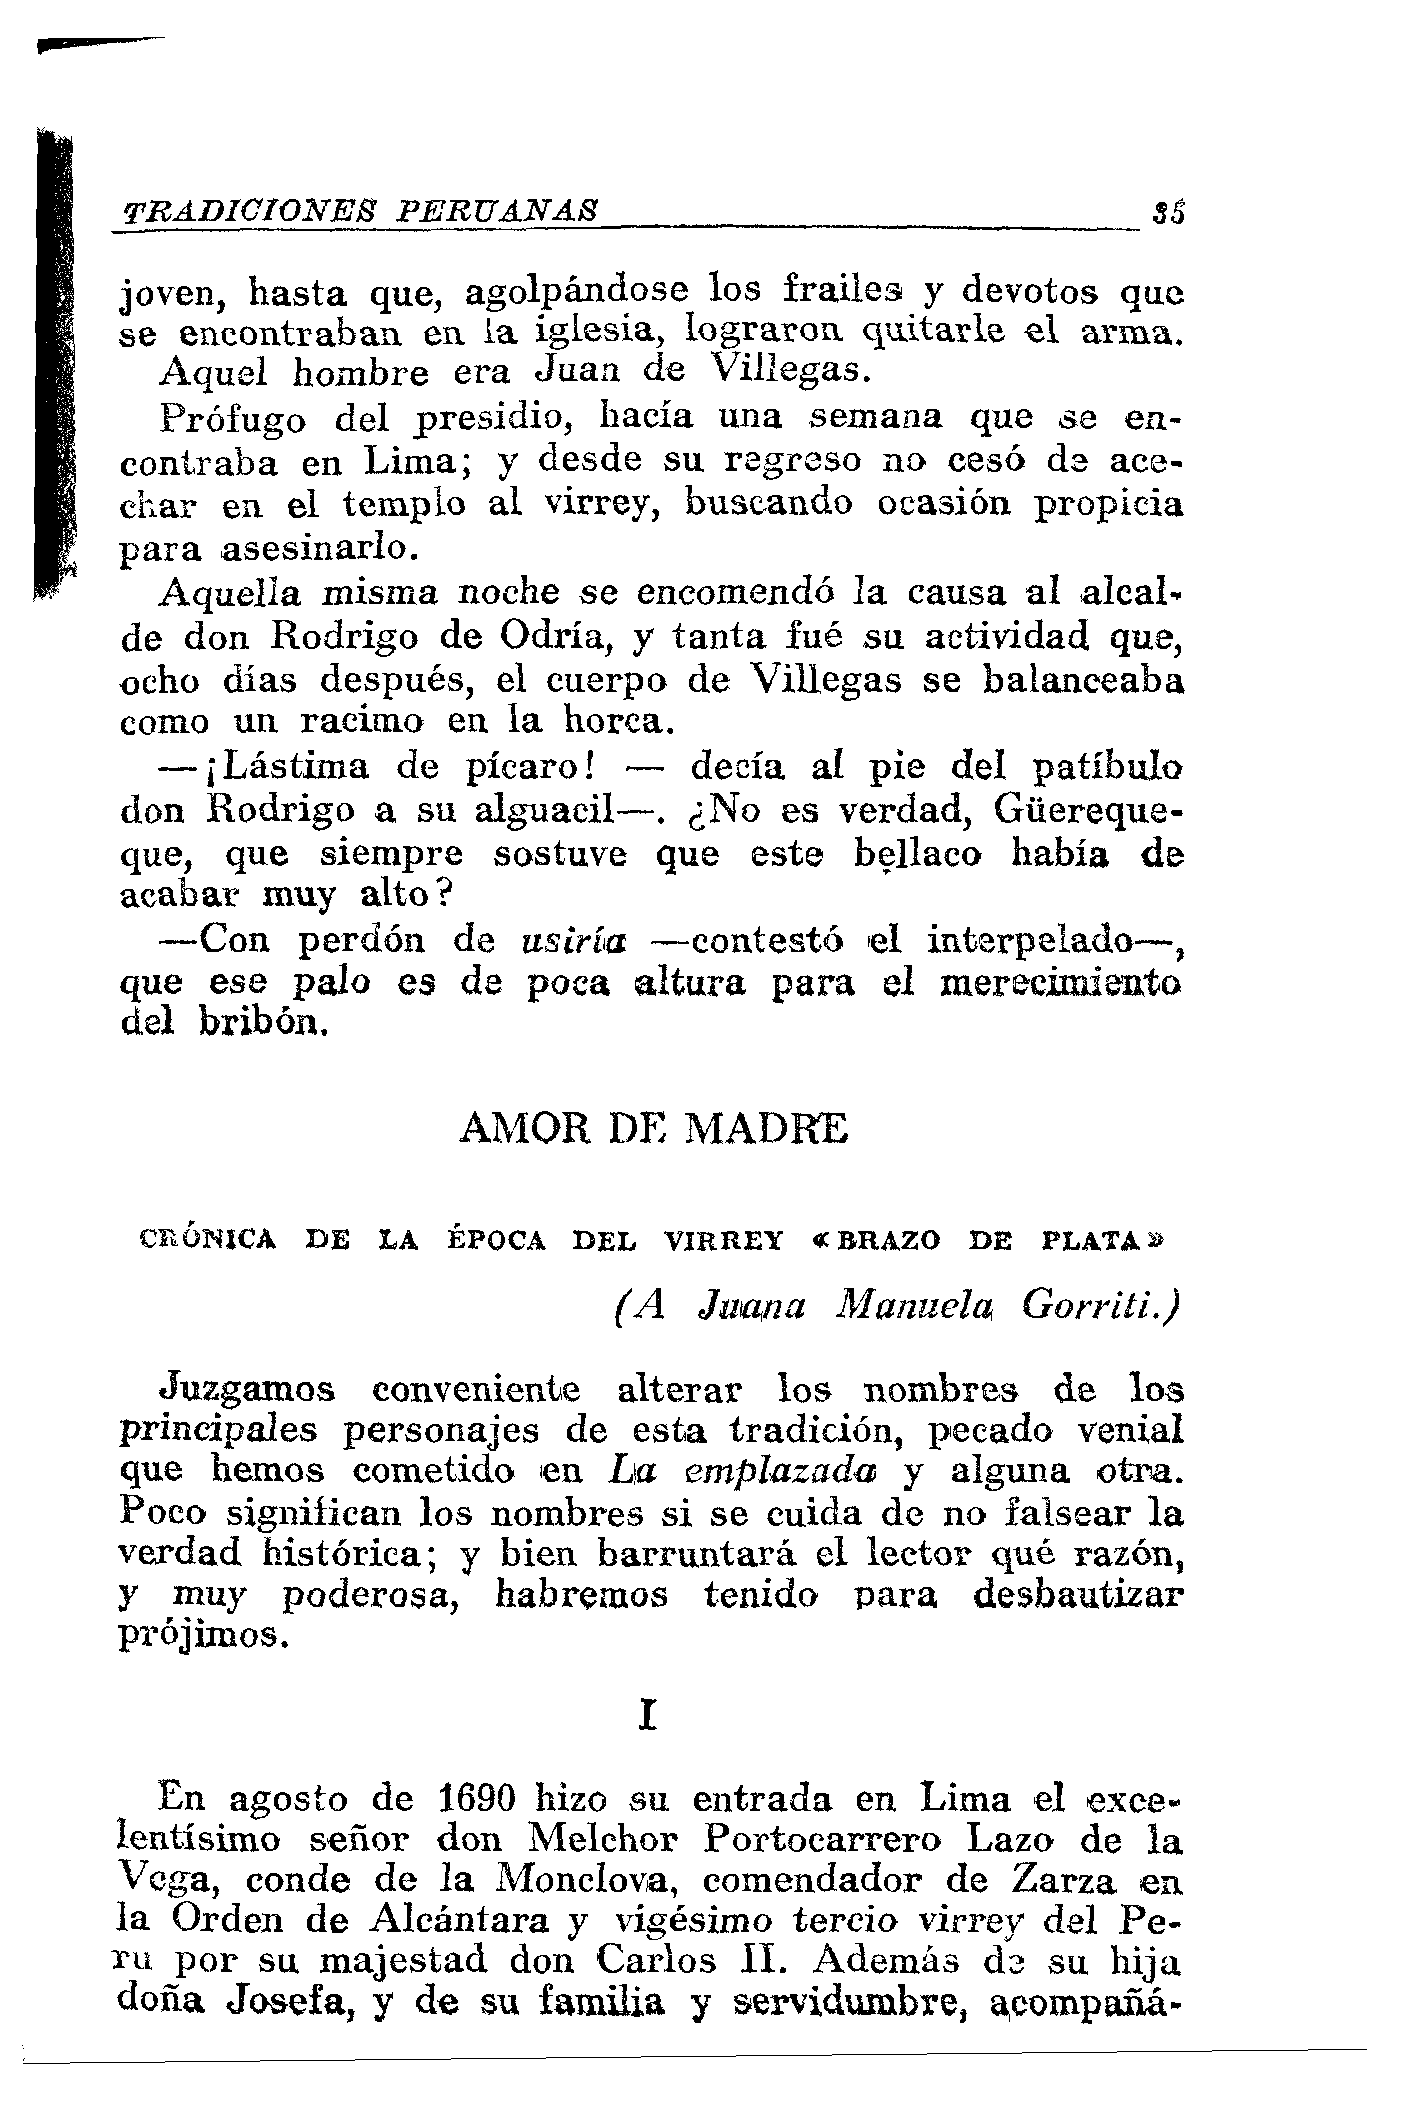 TRADICIONES PERUANAS 35
joven, hasta que, agolpándose los frailes y devotos que
se encontraban en la iglesia, lograron quitarle el arma.
Aquel hombre era Juan de Villegas.
Prófugo del presidio, hacía una semana que se en-
contraba en Lima; y desde su regreso no cesó de ace-
char en el templo al virrey, buscando ocasión propicia
para asesinarlo.
Aquella misma noche se encomendó la causa al alcal-
de don Rodrigo de Odría, y tanta fué su actividad que,
ocho días después, el cuerpo de Villegas se balanceaba
como un racimo en la horca.
—¡Lástima de pícaro! — decía al pie del patíbulo
don Rodrigo a su alguacil—. ¿No es verdad, Güereque-
que, que siempre sostuve que este bellaco había de
acabar muy alto?
—Con perdón de usiría —contestó el interpelado—,
que ese palo es de poca altura para el merecimiento
del bribón.
AMOR DE MADRE
CRÓNICA DE LA ÉPOCA DEL VIRREY «BRAZO DE PLATA»
(A Juana Manuela Gorriti.)
Juzgamos conveniente alterar los nombres de los
principales personajes de esta tradición, pecado venial
que hemos cometido en La emplazada y alguna otra.
Poco significan los nombres si se cuida de no falsear la
verdad histórica; y bien barruntará el lector qué razón,
y muy poderosa, habremos tenido para desbautizar
prójimos.
I
En agosto de 1690 hizo su entrada en Lima el exce-
lentísimo señor don Melchor Portocarrero Lazo de la
Vega, conde de la Monclova, comendador de Zarza en
la Orden de Alcántara y vigésimo tercio virrey del Pe-
ru por su majestad don Carlos II. Además de su hija
doña Josefa, y de su familia y servidumbre, acompañá-